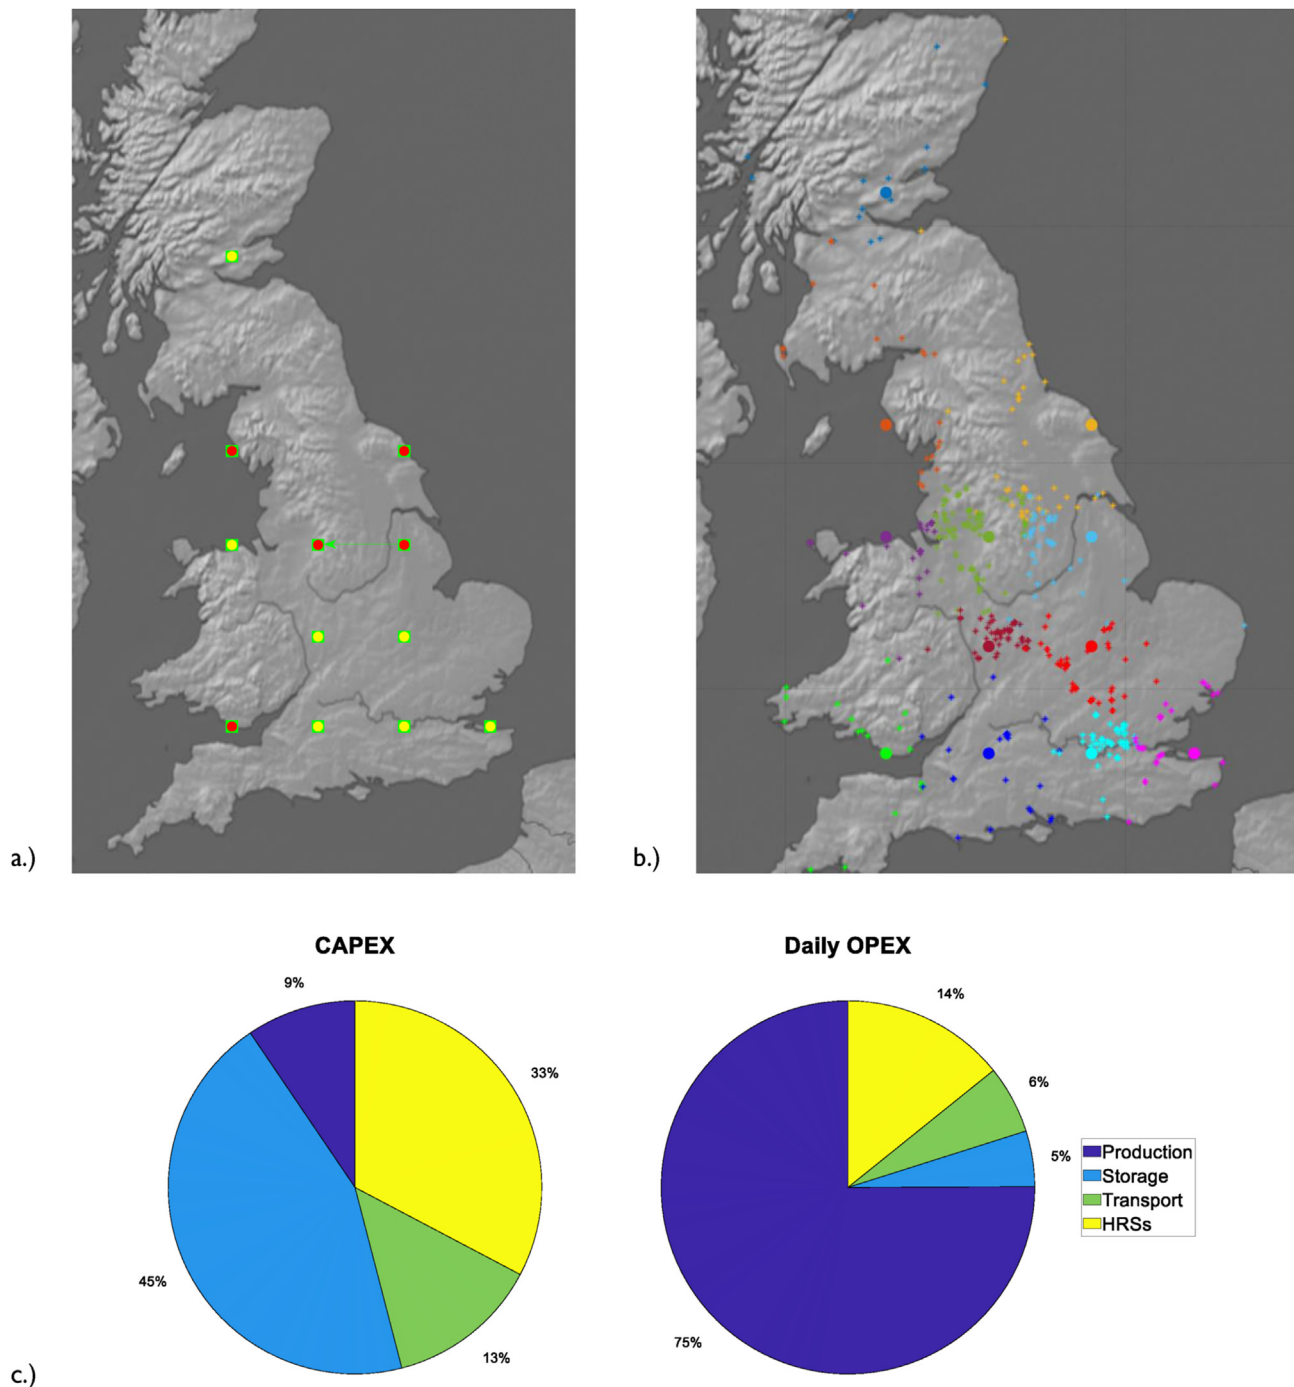 a.)
b.)
CAPEX
Daily OPEX
9%
33%
45%
13%
14%
6%
5%
75%
Production
Storage
Transport
HRSs
c.)